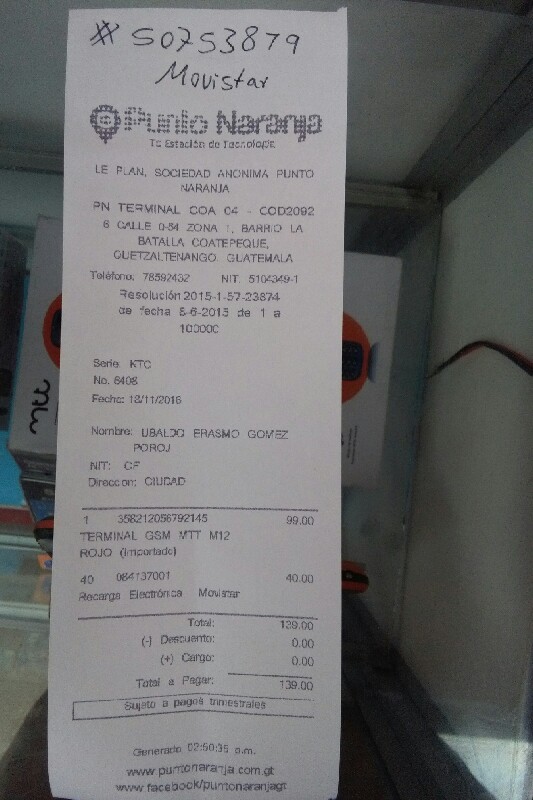 # 50753879
Movistar
Punto Naranja
Tu Estación de Tecnología
LE PLAN, SOCIEDAD ANONIMA PUNTO
NARANJA
PN TERMINAL COA 04 - COD2092
6 CALLE 0-54 ZONA 1, BARRIO LA
BATALLA COATEPEQUE,
QUETZALTENANGO, GUATEMALA
Teléfono: 78592432 NIT. 5104349-1
Resolución 2015-1-57-23874
de fecha 8-6-2015 de 1 a
100000
Serie: KTC
No. 6408
Fecha: 18/11/2016
Nombre: UBALDO ERASMO GOMEZ
POROJ
NIT: CF
Direccion: CIUDAD
1 358212056792145 99.00
TERMINAL GSM MTT M12
ROJO (importado)
40 084137001 40.00
Recarga Electrónica Movistar
Total: 139.00
(-) Descuento: 0.00
(+) Cargo: 0.00
Total a Pagar: 139.00
Sujeto a pagos trimestrales
Generado 02:50:35 p.m.
www.puntonaranja.com.gt
www.facebook/puntonaranjagt